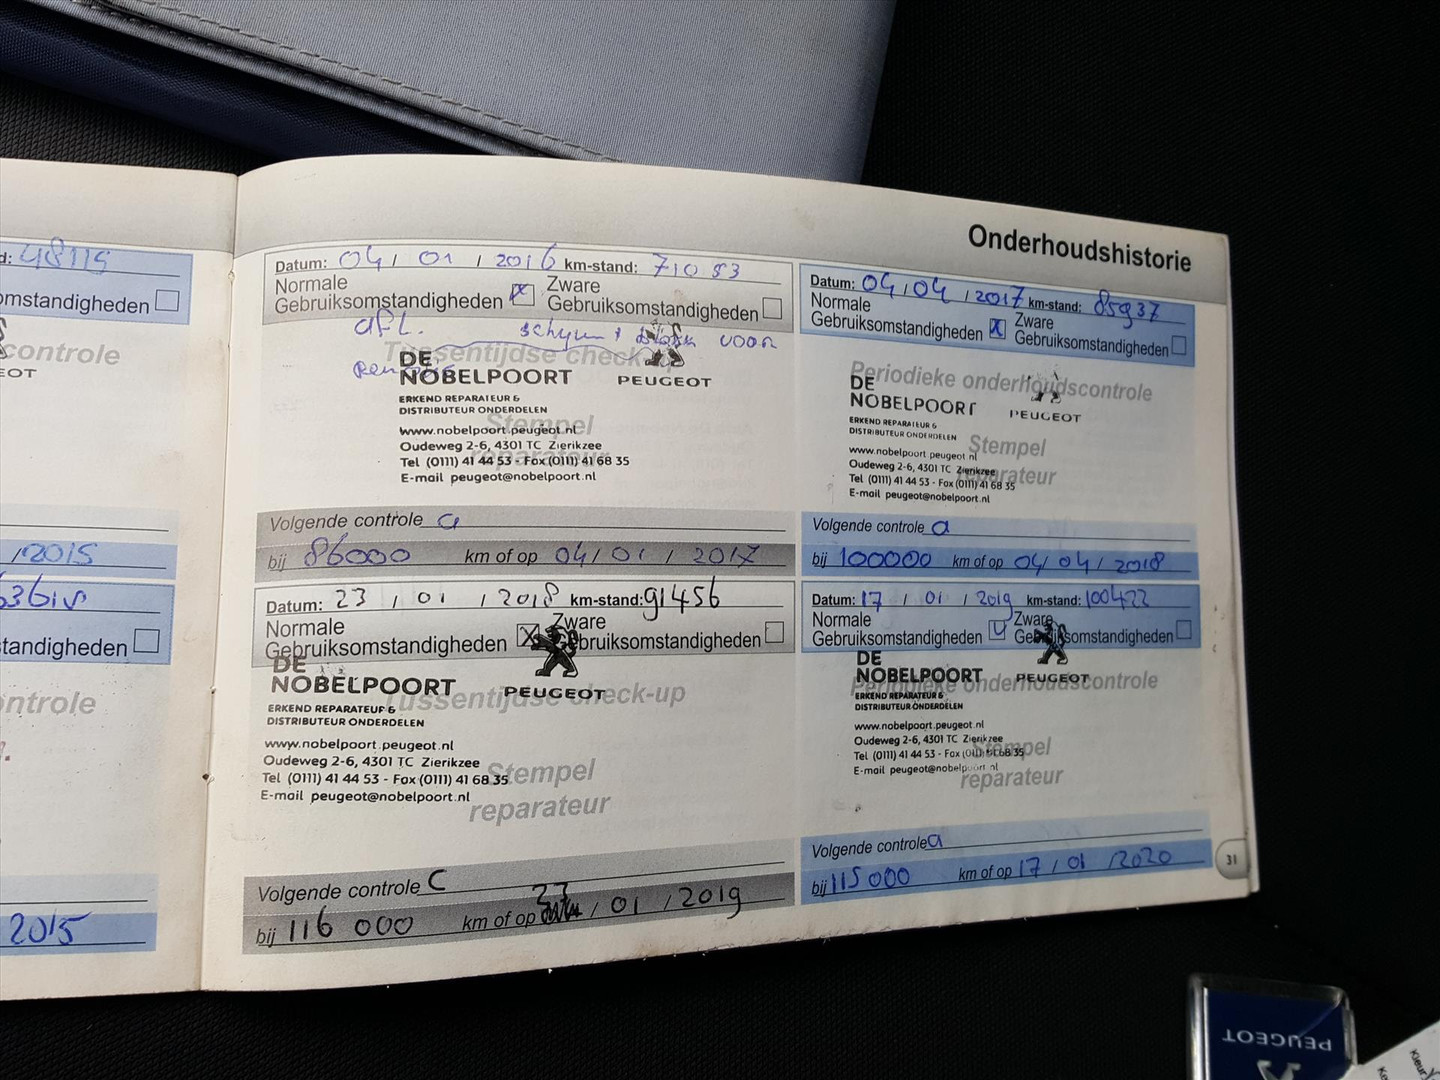 Onderhoudshistorie
d: 48115
omstandigheden
controle
EOT
/2015
standigheden
ntrole
2015
Datum: 04 / 01 / 2016 km-stand: 71053
Normale
Gebruiksomstandigheden x Zware
Gebruiksomstandigheden
voor
Tussentijdse check-up
DE
NOBELPOORT PEUGEOT
ERKEND REPARATEUR &
DISTRIBUTEUR ONDERDELEN
Stempel
reparateur
www.nobelpoort.peugeot.nl
Oudeweg 2-6, 4301 TC Zierikzee
Tel (0111) 41 44 53 - Fax (0111) 41 68 35
E-mail peugeot@nobelpoort.nl
Volgende controle a
bij 86000 km of op 04 / 01 / 2017
Datum: 04 / 04 / 2017 km-stand: 85937
Normale
Gebruiksomstandigheden x Zware
Gebruiksomstandigheden
Periodieke onderhoudscontrole
DE
NOBELPOORT PEUGEOT
ERKEND REPARATEUR &
DISTRIBUTEUR ONDERDELEN
Stempel
reparateur
www.nobelpoort.peugeot.nl
Oudeweg 2-6, 4301 TC Zierikzee
Tel (0111) 41 44 53 - Fax (0111) 41 68 35
E-mail peugeot@nobelpoort.nl
Volgende controle a
bij 100000 km of op 04 / 04 / 2018
Datum: 23 / 01 / 2018 km-stand: 91456
Normale
Gebruiksomstandigheden x Zware
Gebruiksomstandigheden
DE
NOBELPOORT PEUGEOT
Tussentijdse check-up
ERKEND REPARATEUR &
DISTRIBUTEUR ONDERDELEN
www.nobelpoort.peugeot.nl
Oudeweg 2-6, 4301 TC Zierikzee
Tel (0111) 41 44 53 - Fax (0111) 41 68 35
E-mail peugeot@nobelpoort.nl
Stempel
reparateur
Volgende controle C
bij 116 000 km of op 23 / 01 / 2019
Datum: 17 / 01 / 2019 km-stand: 100422
Normale
Gebruiksomstandigheden Zware
Gebruiksomstandigheden
DE
NOBELPOORT PEUGEOT
Periodieke onderhoudscontrole
ERKEND REPARATEUR &
DISTRIBUTEUR ONDERDELEN
www.nobelpoort.peugeot.nl
Oudeweg 2-6, 4301 TC Zierikzee
Tel (0111) 41 44 53 - Fax (0111) 41 68 35
E-mail peugeot@nobelpoort.nl
Stempel
reparateur
Volgende controle a
bij 115000 km of op 17 / 01 / 2020
31
PEUGEOT
Kleur